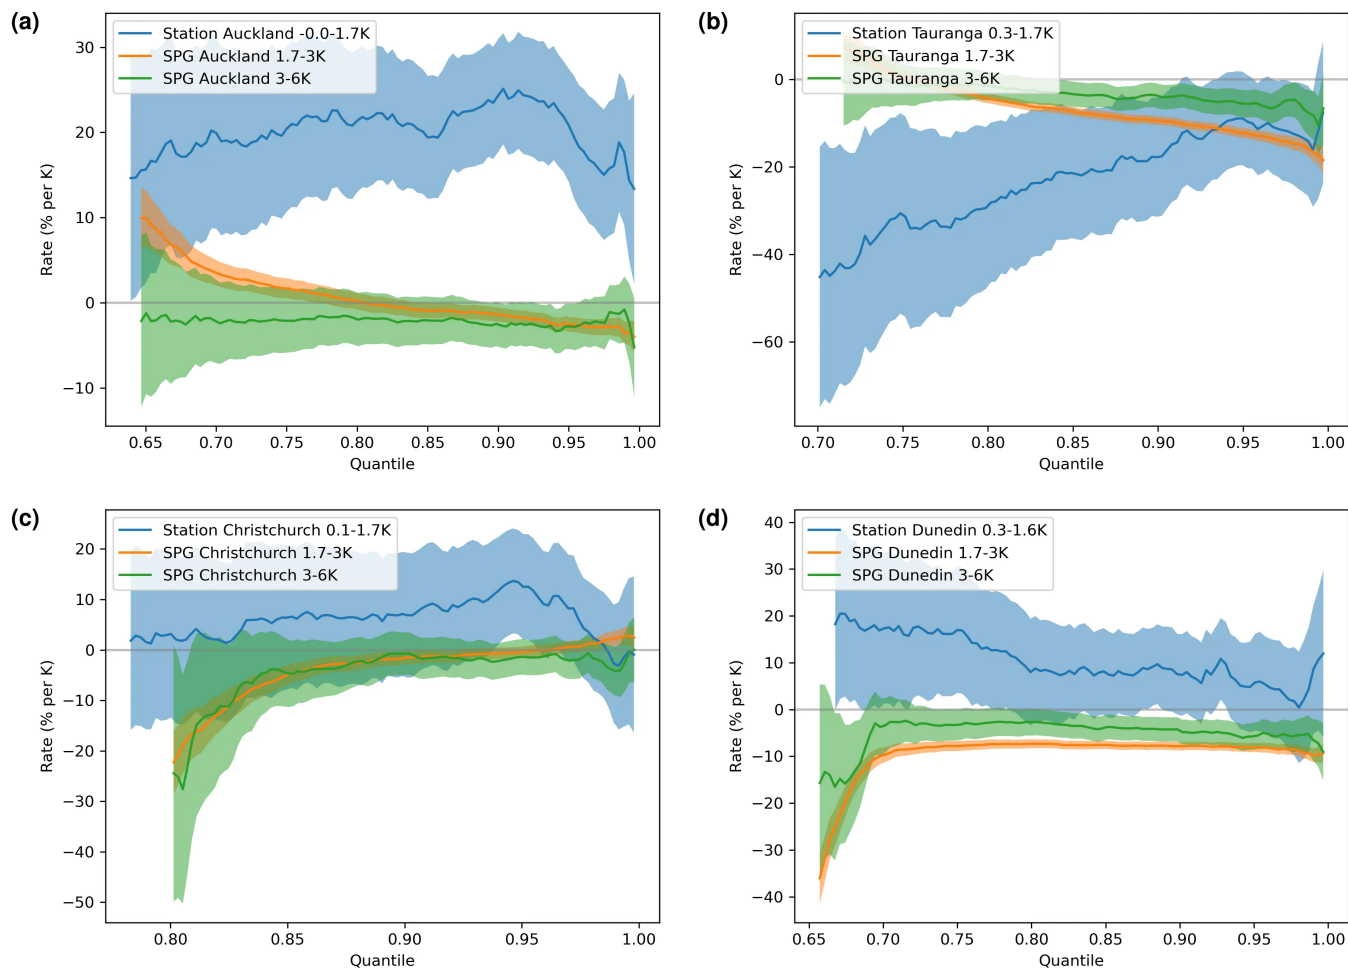 (a)
Station Auckland -0.0-1.7K
SPG Auckland 1.7-3K
SPG Auckland 3-6K
30
20
10
0
−10
Rate (% per K)
0.65 0.70 0.75 0.80 0.85 0.90 0.95 1.00
Quantile
(b)
Station Tauranga 0.3-1.7K
SPG Tauranga 1.7-3K
SPG Tauranga 3-6K
0
−20
−40
−60
Rate (% per K)
0.70 0.75 0.80 0.85 0.90 0.95 1.00
Quantile
(c)
Station Christchurch 0.1-1.7K
SPG Christchurch 1.7-3K
SPG Christchurch 3-6K
20
10
0
−10
−20
−30
−40
−50
Rate (% per K)
0.80 0.85 0.90 0.95 1.00
Quantile
(d)
Station Dunedin 0.3-1.6K
SPG Dunedin 1.7-3K
SPG Dunedin 3-6K
40
30
20
10
0
−10
−20
−30
−40
Rate (% per K)
0.65 0.70 0.75 0.80 0.85 0.90 0.95 1.00
Quantile